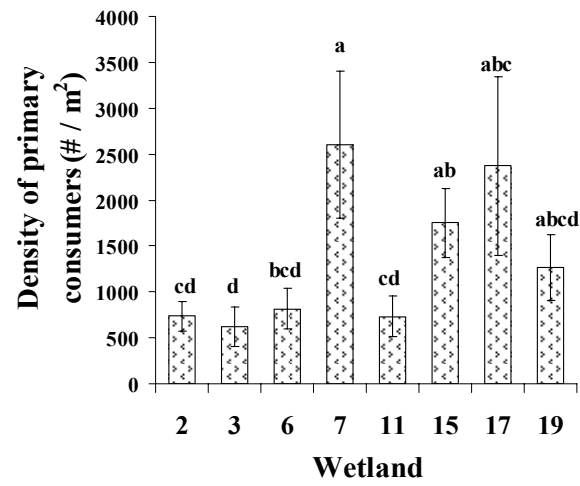 Density of primary
consumers (# / m²)
4000
3500
3000
2500
2000
1500
1000
500
0
cd
d
bcd
a
cd
ab
abc
abcd
2 3 6 7 11 15 17 19
Wetland